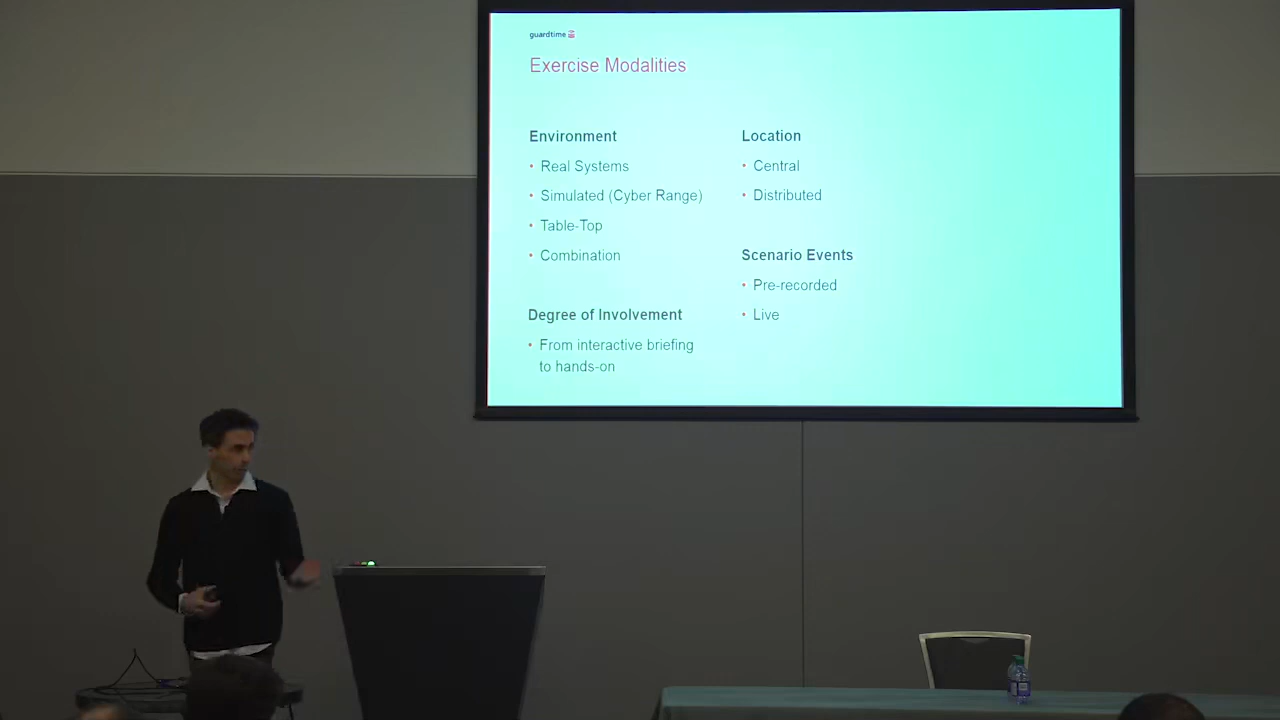 guardtime
Exercise Modalities
Environment
• Real Systems
• Simulated (Cyber Range)
• Table-Top
• Combination
Degree of Involvement
• From interactive briefing
to hands-on
Location
• Central
• Distributed
Scenario Events
• Pre-recorded
• Live